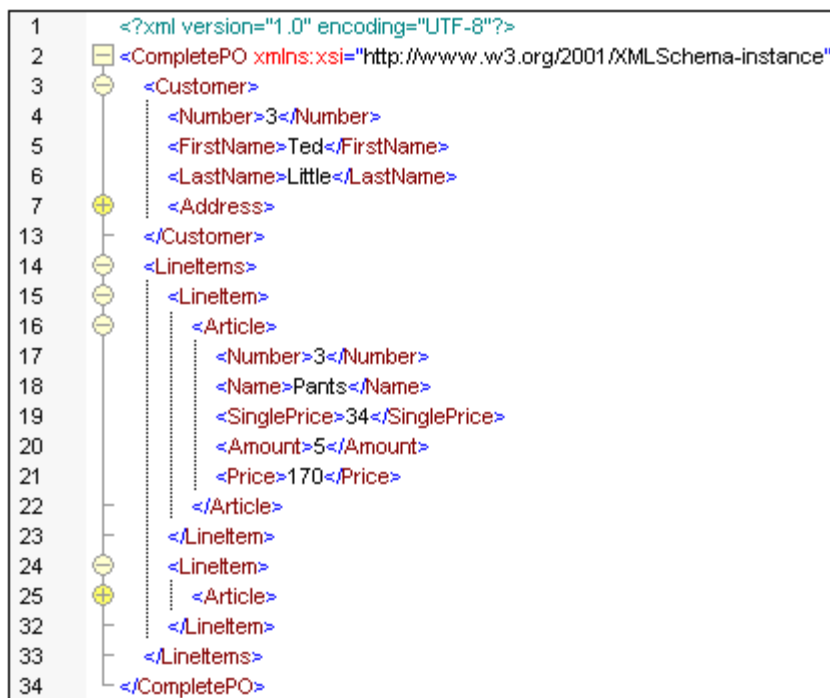 1 <?xml version="1.0" encoding="UTF-8"?>
2 <CompletePO xmlns:xsi="http://www.w3.org/2001/XMLSchema-instance"
3 <Customer>
4 <Number>3</Number>
5 <FirstName>Ted</FirstName>
6 <LastName>Little</LastName>
7 <Address>
13 </Customer>
14 <LineItems>
15 <LineItem>
16 <Article>
17 <Number>3</Number>
18 <Name>Pants</Name>
19 <SinglePrice>34</SinglePrice>
20 <Amount>5</Amount>
21 <Price>170</Price>
22 </Article>
23 </LineItem>
24 <LineItem>
25 <Article>
32 </LineItem>
33 </LineItems>
34 </CompletePO>